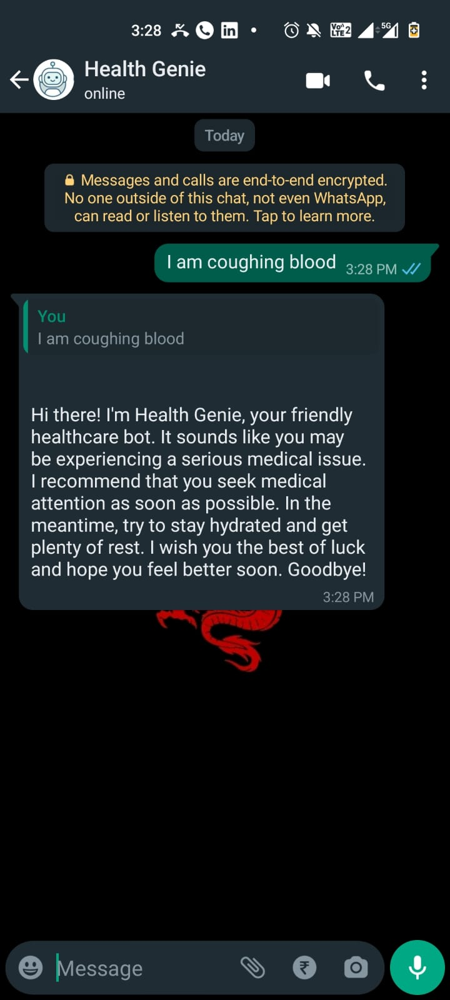 3:28
in
Vo)) 2
LTE
5G
Health Genie
online
Today
Messages and calls are end-to-end encrypted.
No one outside of this chat, not even WhatsApp,
can read or listen to them. Tap to learn more.
I am coughing blood 3:28 PM
You
I am coughing blood
Hi there! I'm Health Genie, your friendly
healthcare bot. It sounds like you may
be experiencing a serious medical issue.
I recommend that you seek medical
attention as soon as possible. In the
meantime, try to stay hydrated and get
plenty of rest. I wish you the best of luck
and hope you feel better soon. Goodbye!
3:28 PM
Message ₹